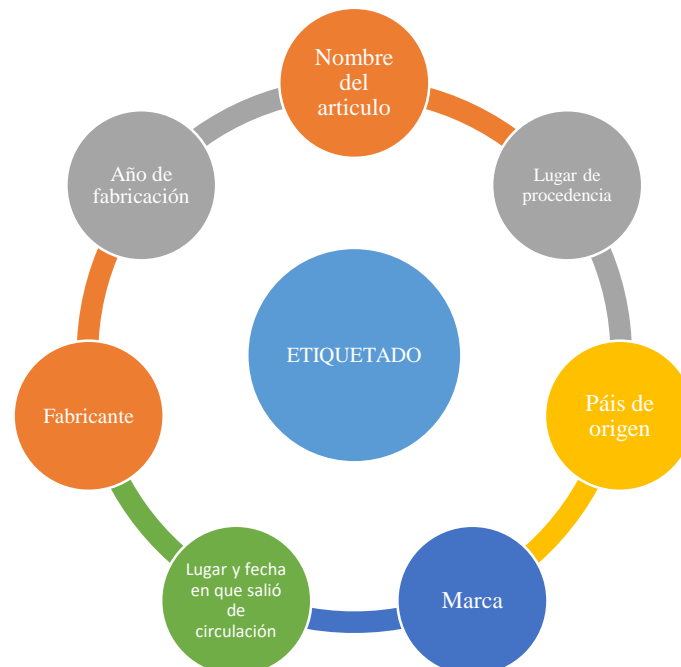 Nombre
del
articulo
Lugar de
procedencia
Páis de
origen
Marca
Lugar y fecha
en que salió
de
circulación
Fabricante
Año de
fabricación
ETIQUETADO